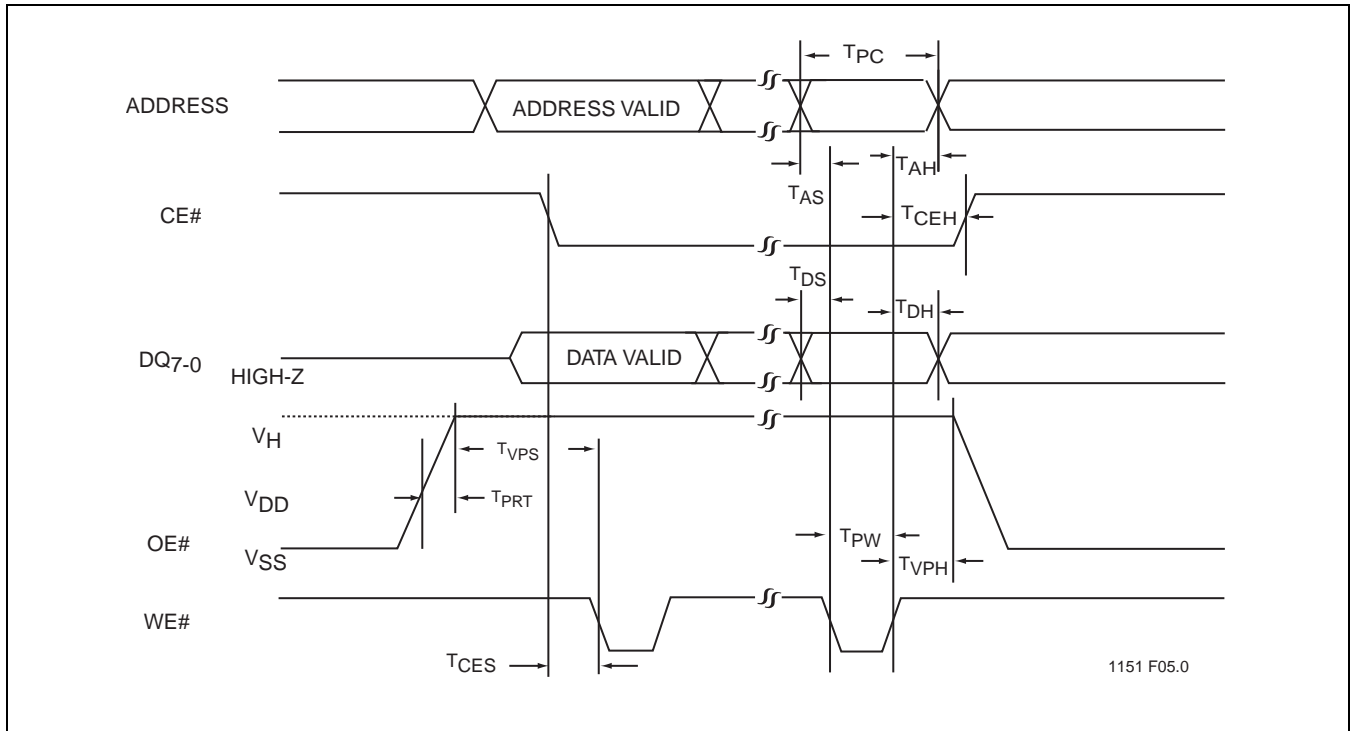 TPC
ADDRESS
ADDRESS VALID
TAH
TAS
CE#
TCEH
TDS
TDH
DQ7-0
DATA VALID
HIGH-Z
VH
TVPS
VDD
TPRT
OE#
VSS
TPW
TVPH
WE#
TCES
1151 F05.0